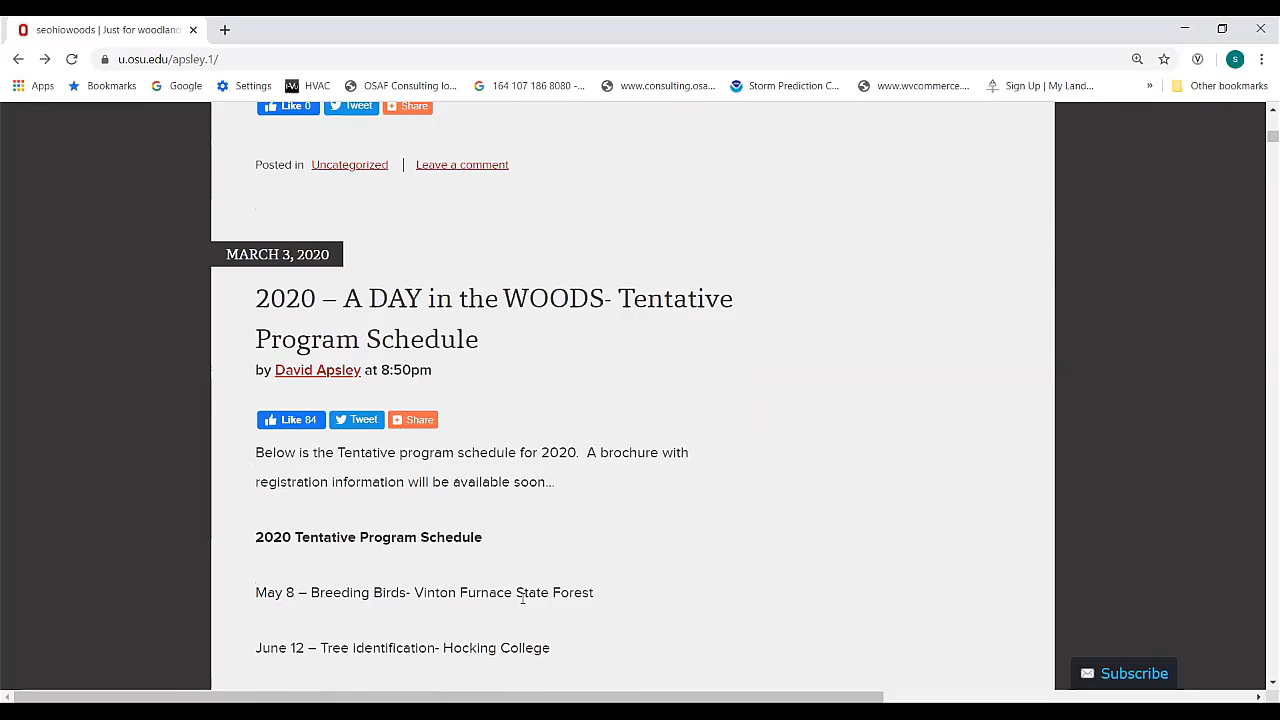 seohiowoods | Just for woodland
u.osu.edu/apsley.1/
Apps Bookmarks Google Settings HVAC OSAF Consulting lo... 164 107 186 8080 -... www.consulting.osa... Storm Prediction C... www.wvcommerce.... Sign Up | My Land... » Other bookmarks
Like 0 Tweet Share
Posted in Uncategorized | Leave a comment
MARCH 3, 2020
2020 – A DAY in the WOODS- Tentative
Program Schedule
by David Apsley at 8:50pm
Like 84 Tweet Share
Below is the Tentative program schedule for 2020. A brochure with
registration information will be available soon...
2020 Tentative Program Schedule
May 8 – Breeding Birds- Vinton Furnace State Forest
June 12 – Tree identification- Hocking College
Subscribe